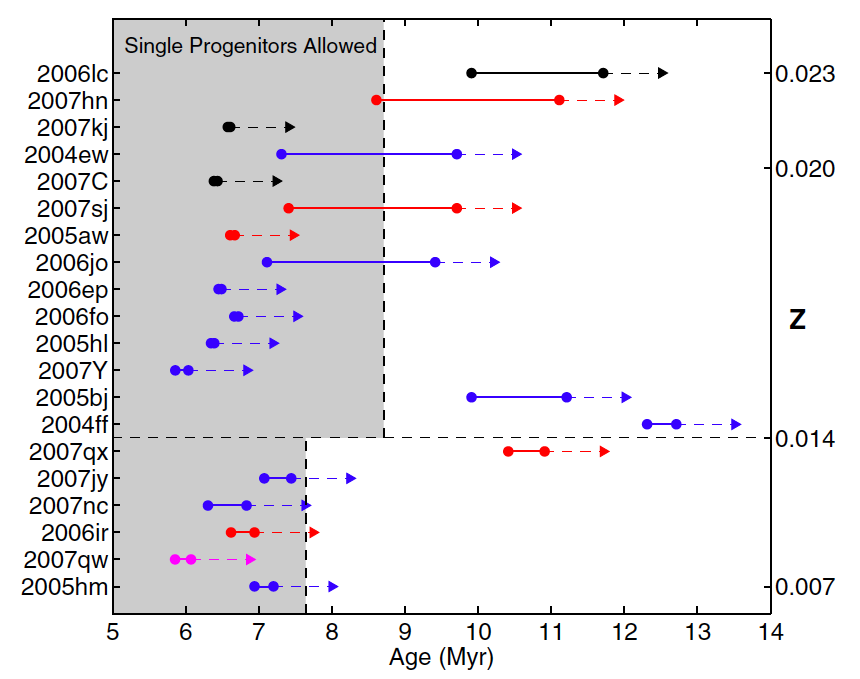 Single Progenitors Allowed
2006lc
2007hn
2007kj
2004ew
2007C
2007sj
2005aw
2006jo
2006ep
2006fo
2005hl
2007Y
2005bj
2004ff
2007qx
2007jy
2007nc
2006ir
2007qw
2005hm
0.023
0.020
Z
0.014
0.007
5 6 7 8 9 10 11 12 13 14
Age (Myr)